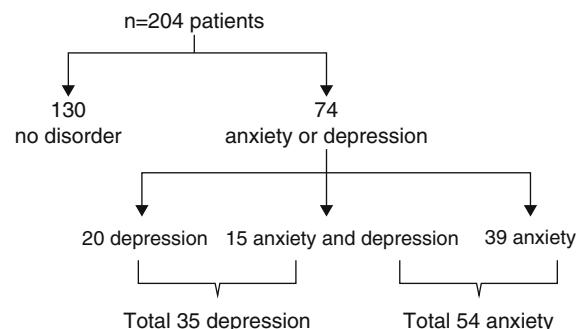 n=204 patients
130
no disorder
74
anxiety or depression
20 depression
15 anxiety and depression
39 anxiety
Total 35 depression
Total 54 anxiety